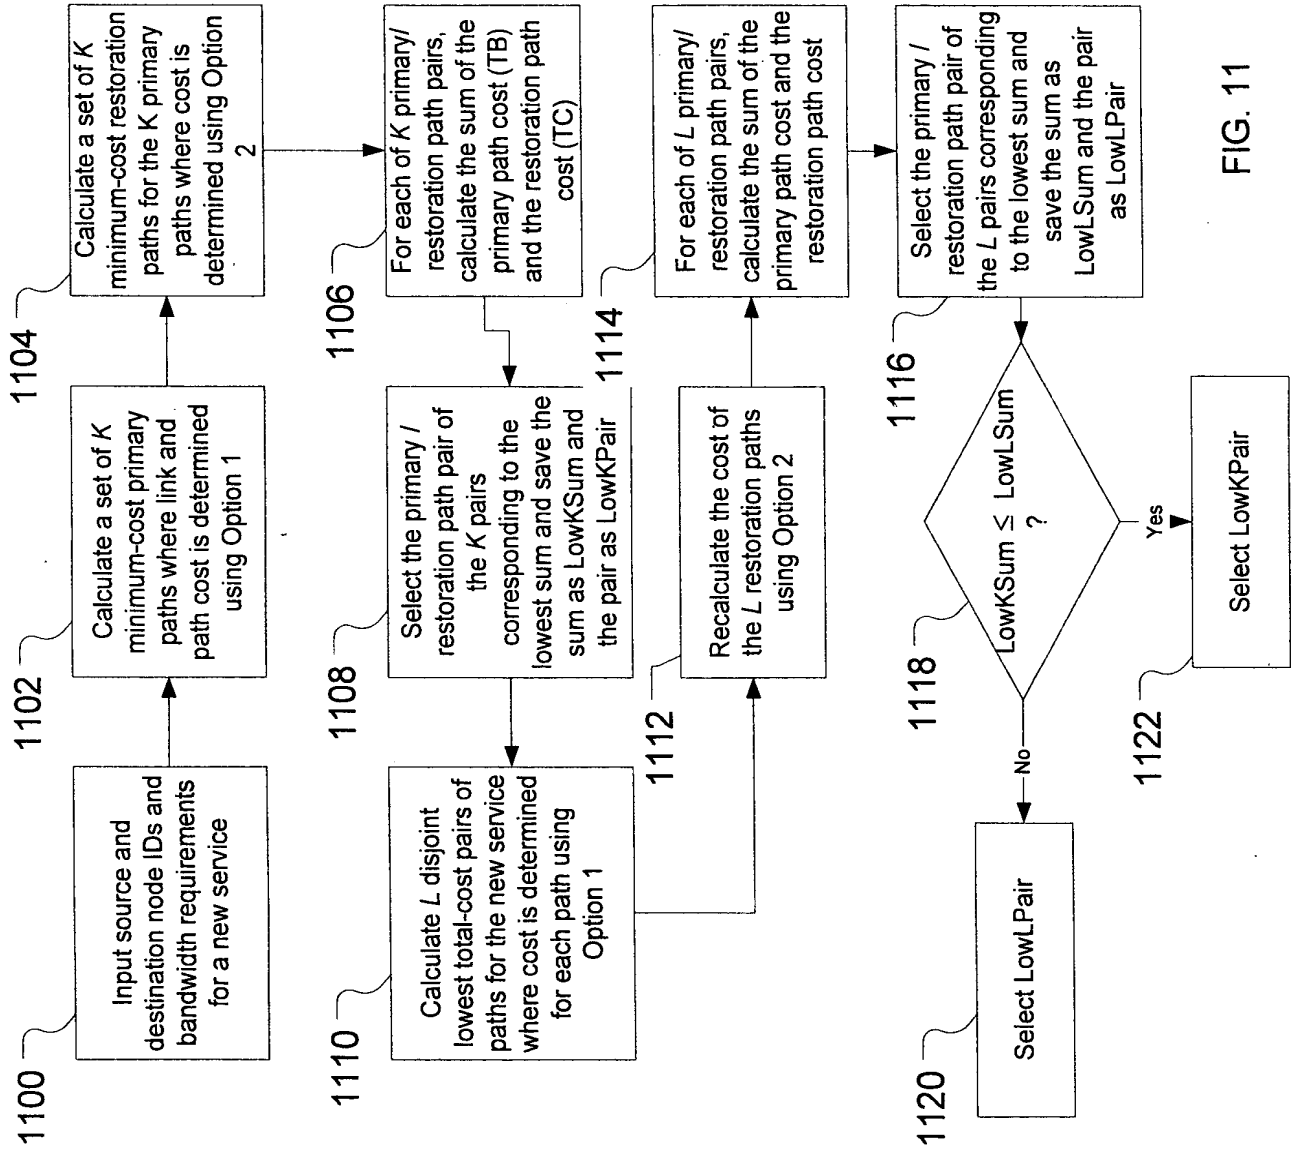 1100
Input source and
destination node IDs and
bandwidth requirements
for a new service
1102
Calculate a set of K
minimum-cost primary
paths where link and
path cost is determined
using Option 1
1104
Calculate a set of K
minimum-cost restoration
paths for the K primary
paths where cost is
determined using Option
2
1106
For each of K primary/
restoration path pairs,
calculate the sum of the
primary path cost (TB)
and the restoration path
cost (TC)
1108
Select the primary /
restoration path pair of
the K pairs
corresponding to the
lowest sum and save the
sum as LowKSum and
the pair as LowKPair
1110
Calculate L disjoint
lowest total-cost pairs of
paths for the new service
where cost is determined
for each path using
Option 1
1112
Recalculate the cost of
the L restoration paths
using Option 2
1114
For each of L primary/
restoration path pairs,
calculate the sum of the
primary path cost and the
restoration path cost
1116
Select the primary /
restoration path pair of
the L pairs corresponding
to the lowest sum and
save the sum as
LowLSum and the pair
as LowLPair
1118
LowKSum ≤ LowLSum
?
No
Yes
1120
Select LowLPair
1122
Select LowKPair
FIG. 11